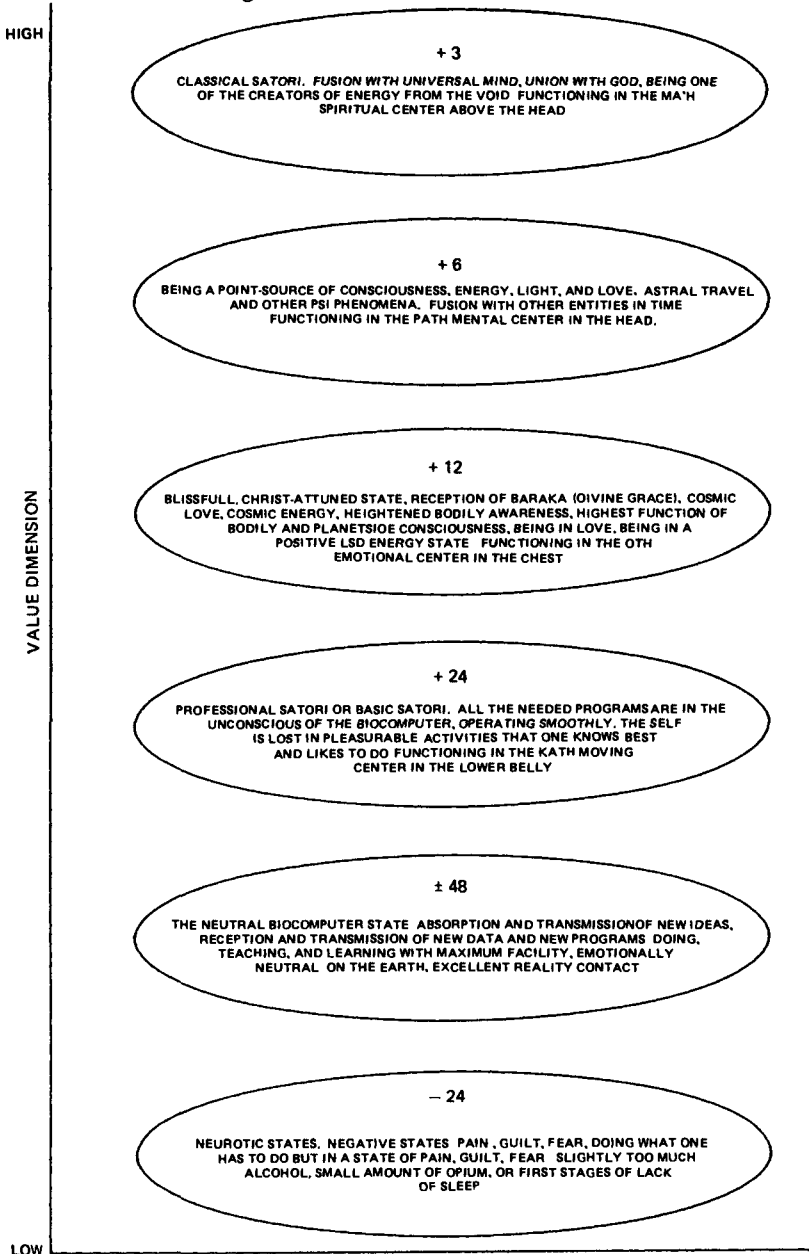 HIGH
+ 3
CLASSICAL SATORI. FUSION WITH UNIVERSAL MIND, UNION WITH GOD, BEING ONE
OF THE CREATORS OF ENERGY FROM THE VOID FUNCTIONING IN THE MA'H
SPIRITUAL CENTER ABOVE THE HEAD
+ 6
BEING A POINT-SOURCE OF CONSCIOUSNESS, ENERGY, LIGHT, AND LOVE. ASTRAL TRAVEL
AND OTHER PSI PHENOMENA. FUSION WITH OTHER ENTITIES IN TIME
FUNCTIONING IN THE PATH MENTAL CENTER IN THE HEAD.
+ 12
BLISSFULL, CHRIST-ATTUNED STATE, RECEPTION OF BARAKA (OIVINE GRACE), COSMIC
LOVE, COSMIC ENERGY, HEIGHTENED BODILY AWARENESS, HIGHEST FUNCTION OF
BODILY AND PLANETSIOE CONSCIOUSNESS, BEING IN LOVE, BEING IN A
POSITIVE LSD ENERGY STATE FUNCTIONING IN THE OTH
EMOTIONAL CENTER IN THE CHEST
VALUE DIMENSION
+ 24
PROFESSIONAL SATORI OR BASIC SATORI. ALL THE NEEDED PROGRAMS ARE IN THE
UNCONSCIOUS OF THE BIOCOMPUTER, OPERATING SMOOTHLY. THE SELF
IS LOST IN PLEASURABLE ACTIVITIES THAT ONE KNOWS BEST
AND LIKES TO DO FUNCTIONING IN THE KATH MOVING
CENTER IN THE LOWER BELLY
± 48
THE NEUTRAL BIOCOMPUTER STATE ABSORPTION AND TRANSMISSION OF NEW IDEAS,
RECEPTION AND TRANSMISSION OF NEW DATA AND NEW PROGRAMS DOING,
TEACHING, AND LEARNING WITH MAXIMUM FACILITY, EMOTIONALLY
NEUTRAL ON THE EARTH, EXCELLENT REALITY CONTACT
− 24
NEUROTIC STATES. NEGATIVE STATES PAIN, GUILT, FEAR, DOING WHAT ONE
HAS TO DO BUT IN A STATE OF PAIN, GUILT, FEAR SLIGHTLY TOO MUCH
ALCOHOL, SMALL AMOUNT OF OPIUM, OR FIRST STAGES OF LACK
OF SLEEP
LOW